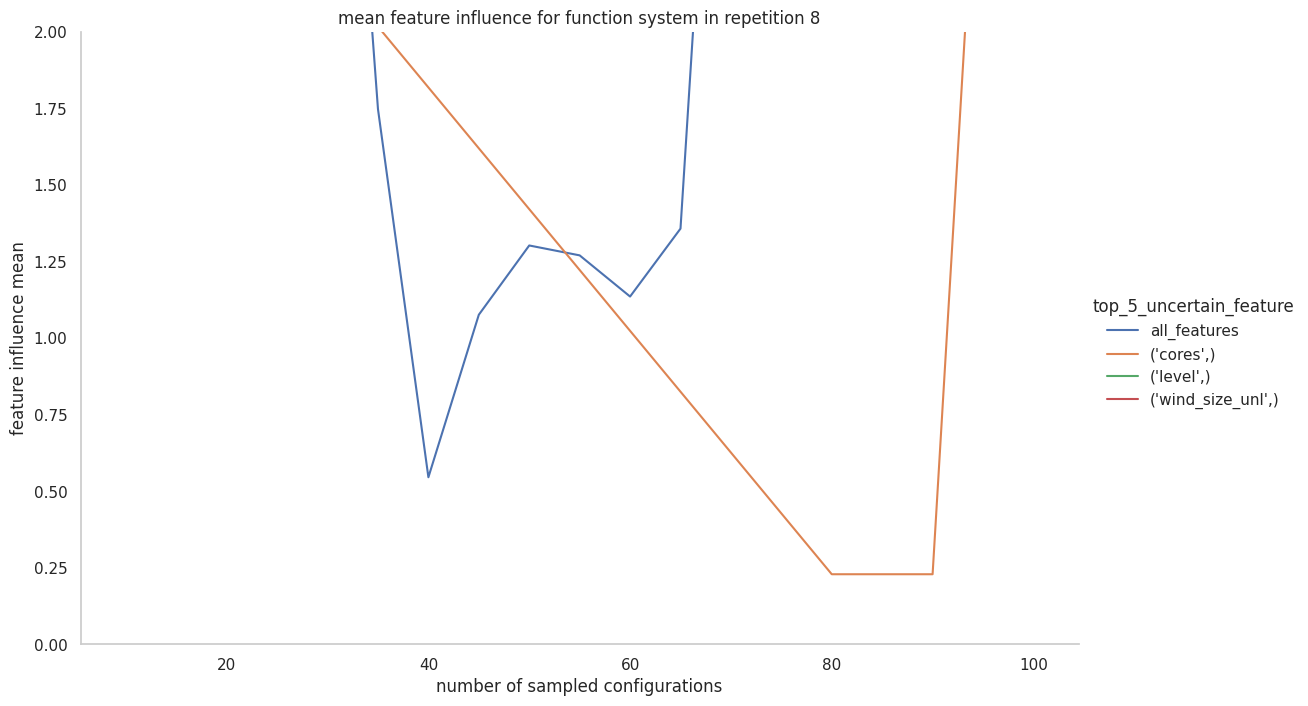 mean feature influence for function system in repetition 8
2.00
1.75
1.50
1.25
1.00
0.75
0.50
0.25
0.00
feature influence mean
20 40 60 80 100
number of sampled configurations
top_5_uncertain_feature
all_features
('cores',)
('level',)
('wind_size_unl',)